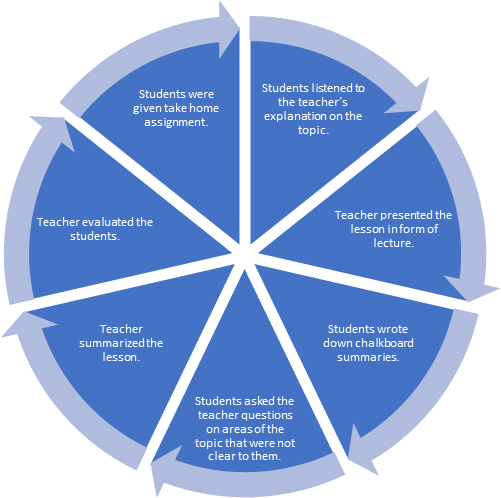 Students listened to
the teacher's
explanation on the
topic.
Teacher presented the
lesson in form of
lecture.
Students wrote
down chalkboard
summaries.
Students asked the
teacher questions
on areas of the
topic that were not
clear to them.
Teacher
summarized the
lesson.
Teacher evaluated the
students.
Students were
given take home
assignment.